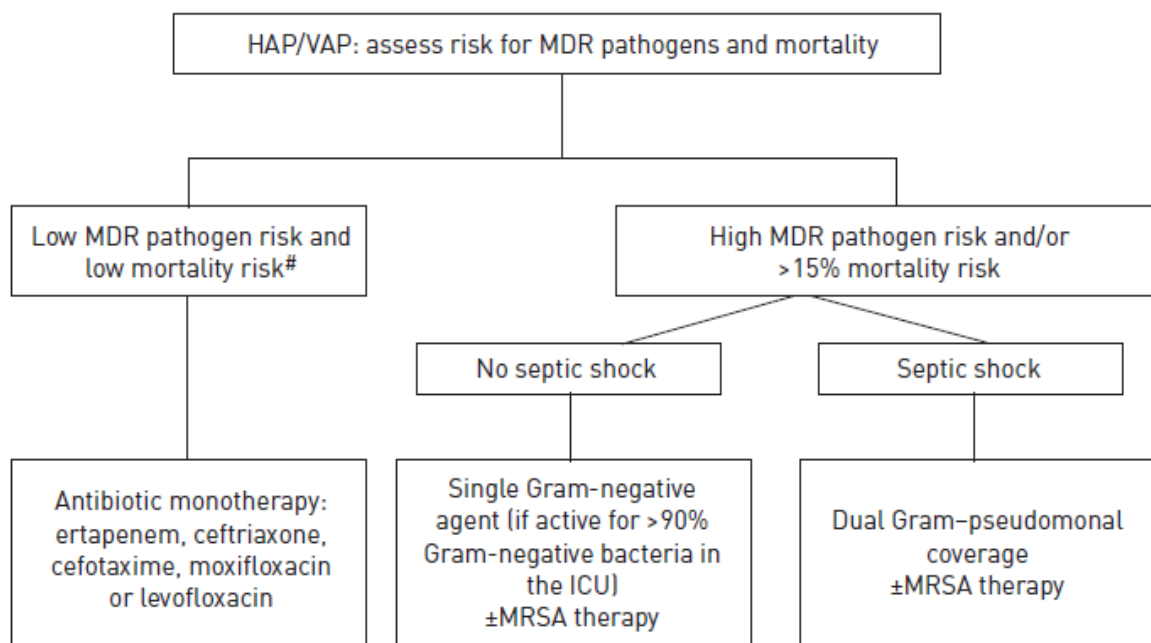 HAP/VAP: assess risk for MDR pathogens and mortality
Low MDR pathogen risk and
low mortality risk#
High MDR pathogen risk and/or
>15% mortality risk
No septic shock
Septic shock
Antibiotic monotherapy:
ertapenem, ceftriaxone,
cefotaxime, moxifloxacin
or levofloxacin
Single Gram-negative
agent (if active for >90%
Gram-negative bacteria in
the ICU)
±MRSA therapy
Dual Gram–pseudomonal
coverage
±MRSA therapy